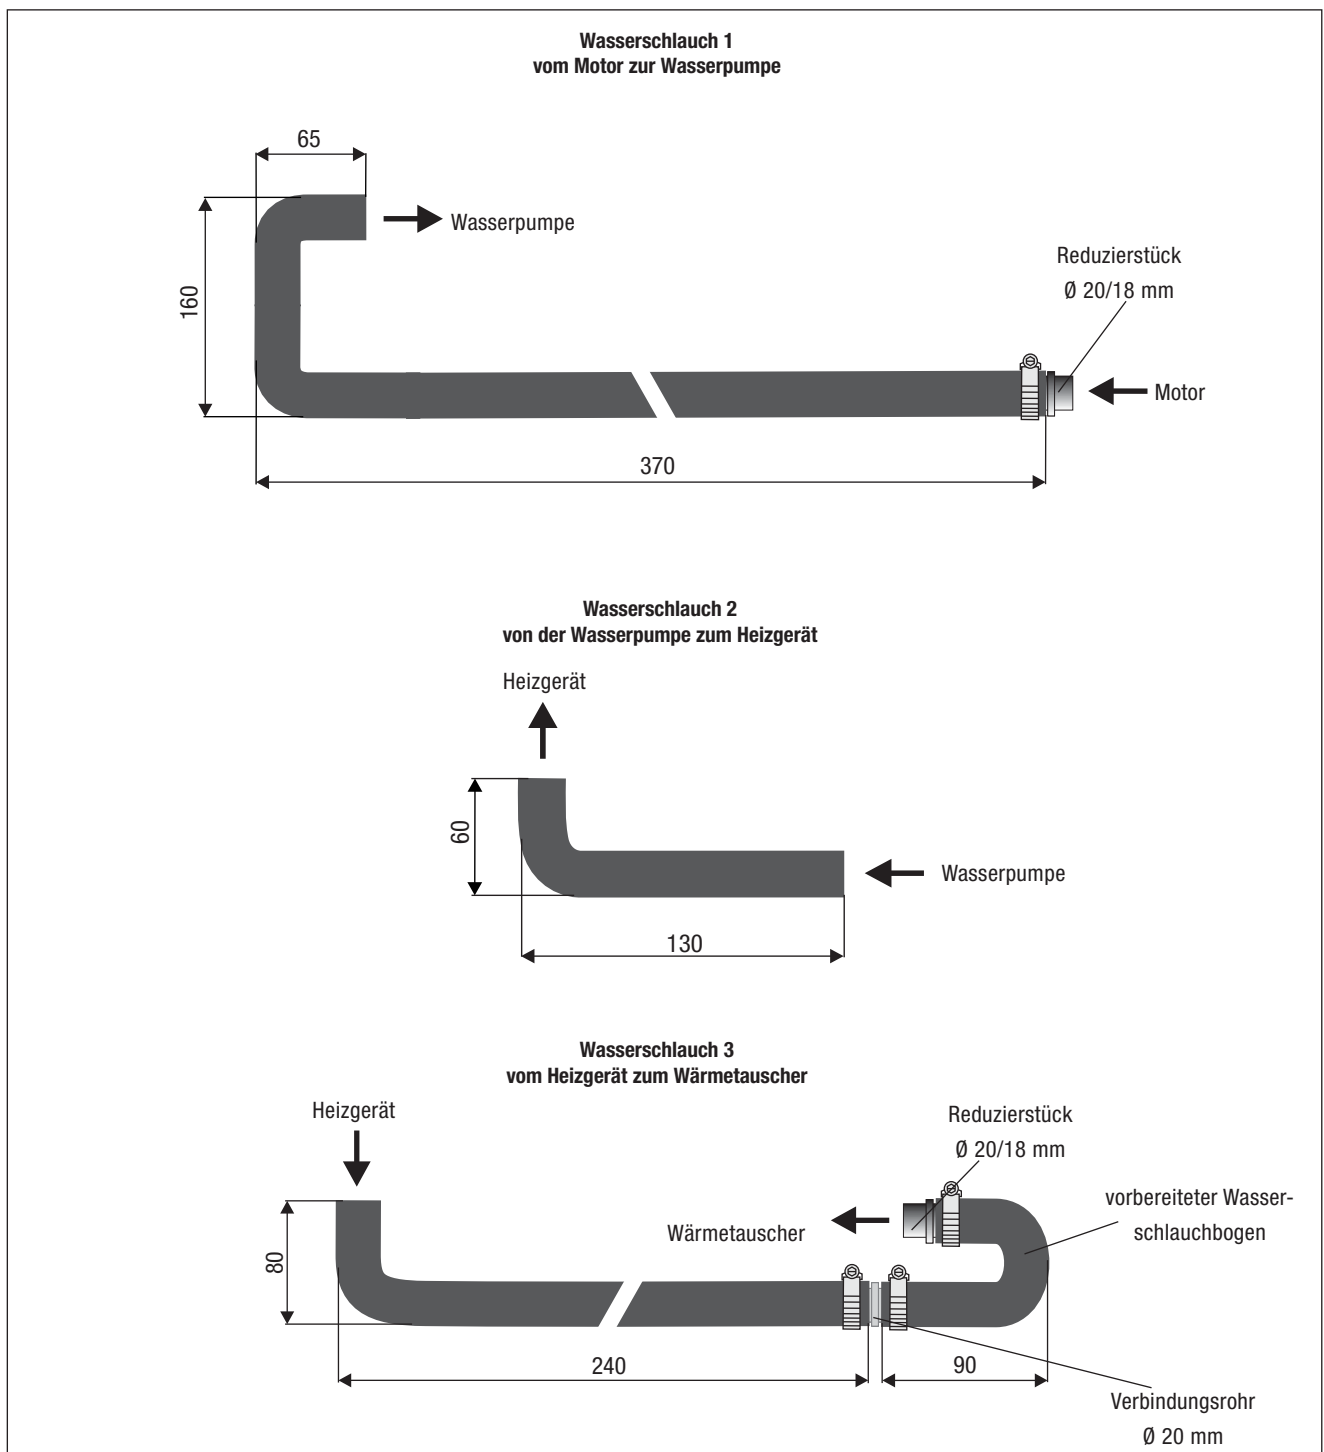 Wasserschlauch 1
vom Motor zur Wasserpumpe
65
Wasserpumpe
160
Reduzierstück
Ø 20/18 mm
Motor
370
Wasserschlauch 2
von der Wasserpumpe zum Heizgerät
Heizgerät
60
Wasserpumpe
130
Wasserschlauch 3
vom Heizgerät zum Wärmetauscher
Heizgerät
Reduzierstück
Ø 20/18 mm
vorbereiteter Wasser-
schlauchbogen
Wärmetauscher
80
240
90
Verbindungsrohr
Ø 20 mm